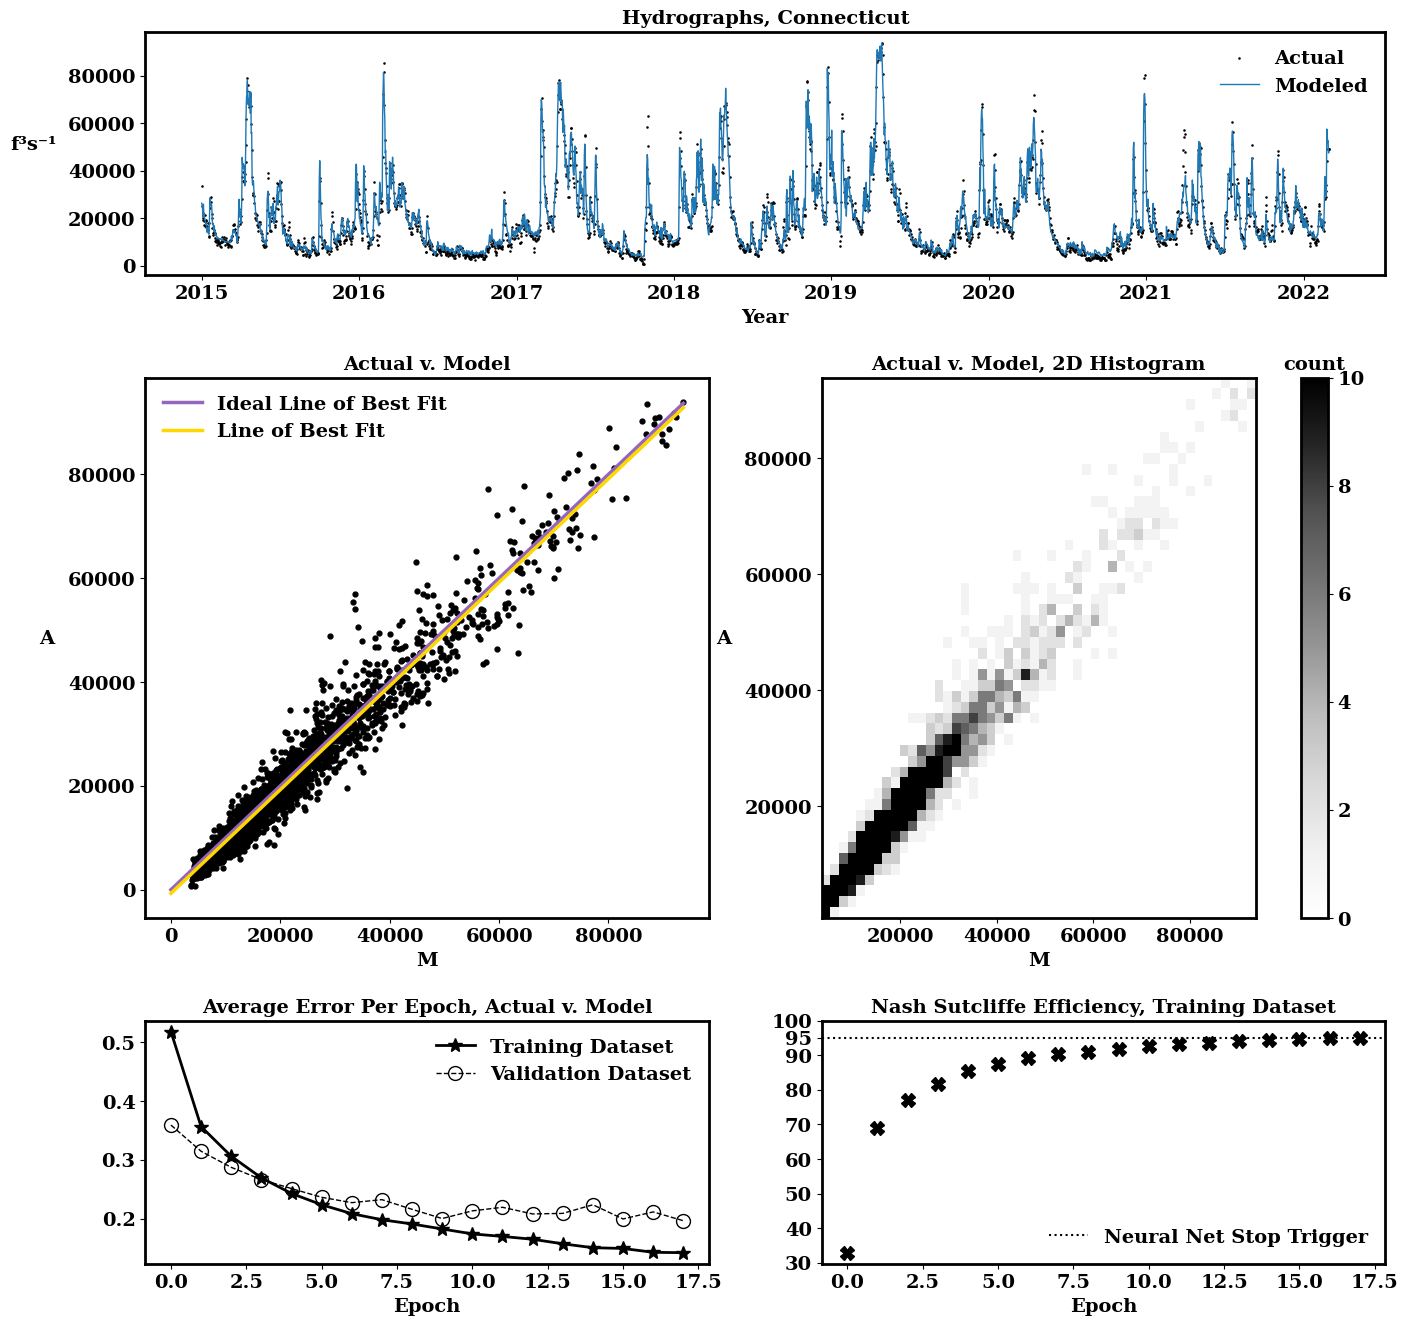 Hydrographs, Connecticut
80000
60000
40000
20000
0
f³s⁻¹
Actual
Modeled
2015 2016 2017 2018 2019 2020 2021 2022
Year
Actual v. Model
Ideal Line of Best Fit
Line of Best Fit
80000
60000
40000
20000
0
A
0 20000 40000 60000 80000
M
Actual v. Model, 2D Histogram
80000
60000
40000
20000
A
20000 40000 60000 80000
M
count
10
8
6
4
2
0
Average Error Per Epoch, Actual v. Model
Training Dataset
Validation Dataset
0.5
0.4
0.3
0.2
0.0 2.5 5.0 7.5 10.0 12.5 15.0 17.5
Epoch
Nash Sutcliffe Efficiency, Training Dataset
100
95
90
80
70
60
50
40
30
Neural Net Stop Trigger
0.0 2.5 5.0 7.5 10.0 12.5 15.0 17.5
Epoch